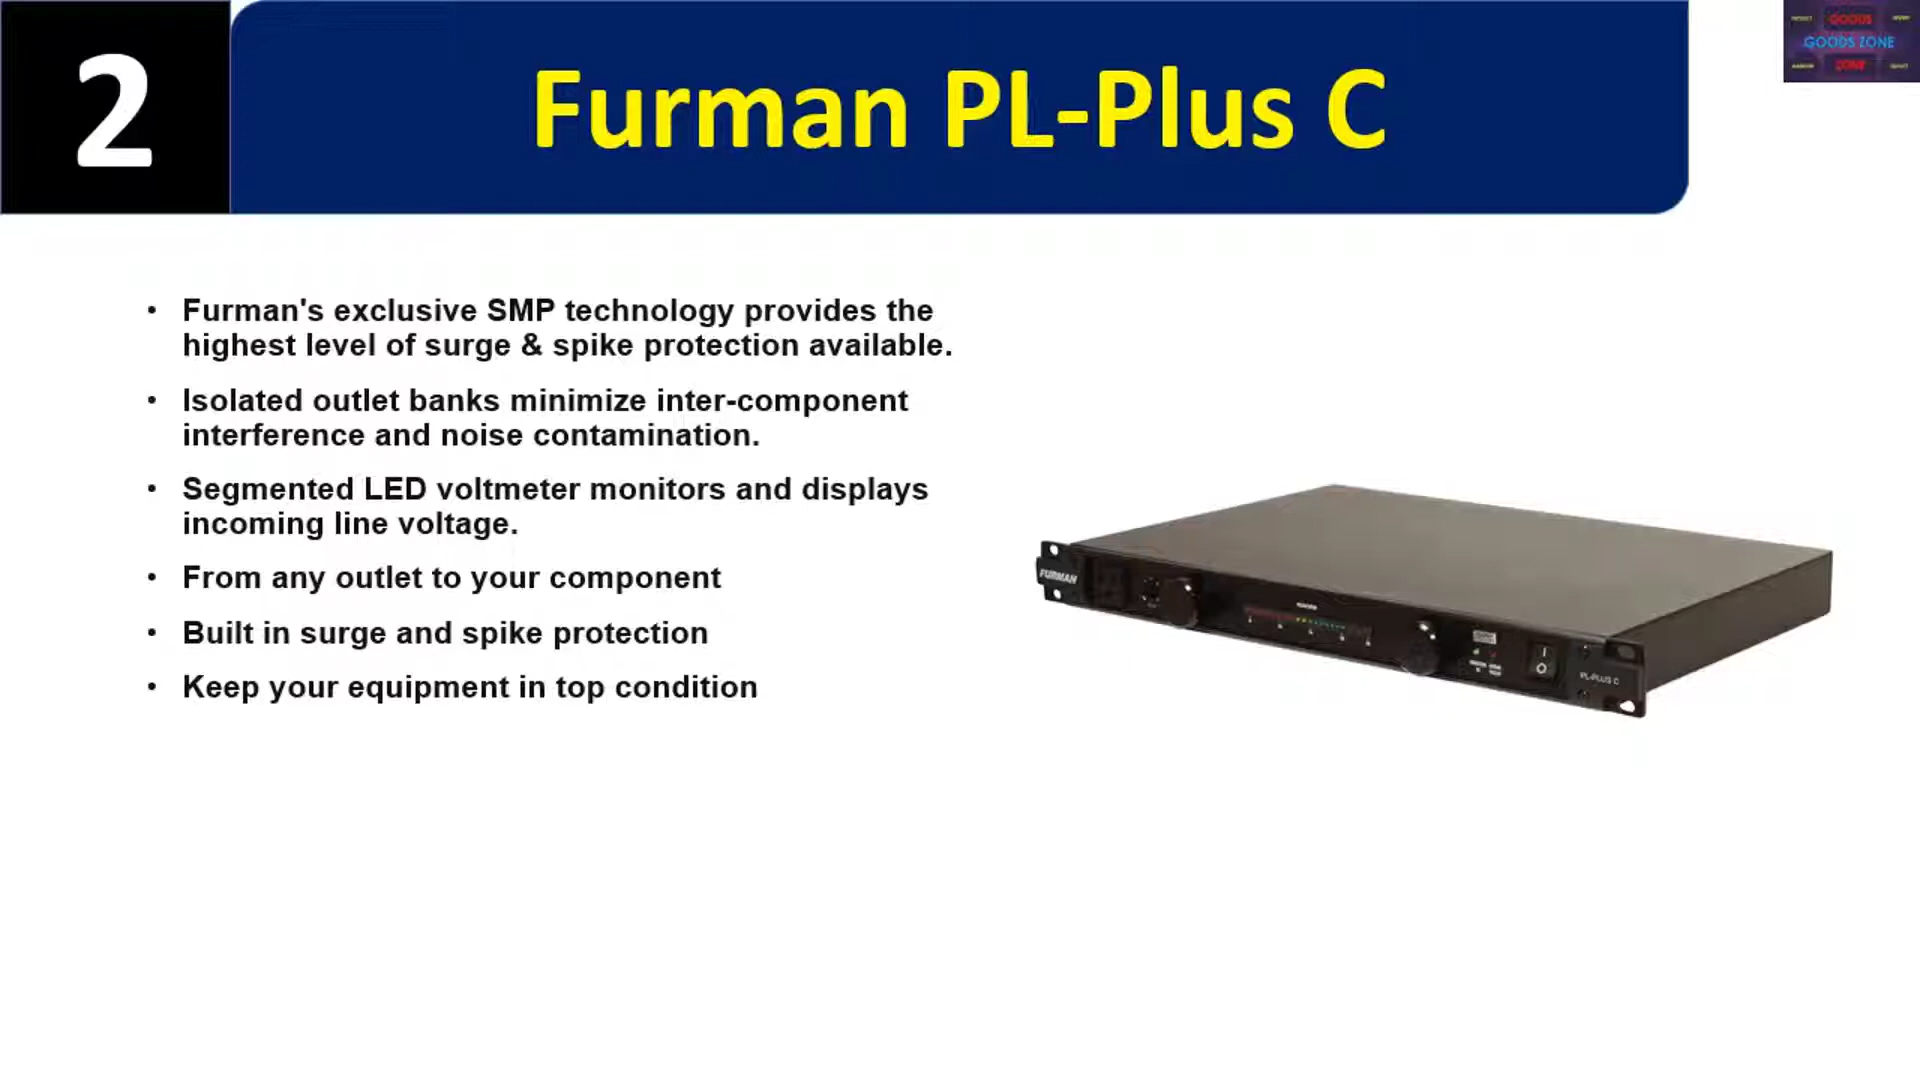 2
Furman PL-Plus C
GOODS
GOODS ZONE
ZONE
• Furman's exclusive SMP technology provides the
highest level of surge & spike protection available.
• Isolated outlet banks minimize inter-component
interference and noise contamination.
• Segmented LED voltmeter monitors and displays
incoming line voltage.
• From any outlet to your component
• Built in surge and spike protection
• Keep your equipment in top condition
FURMAN
PL-PLUS C